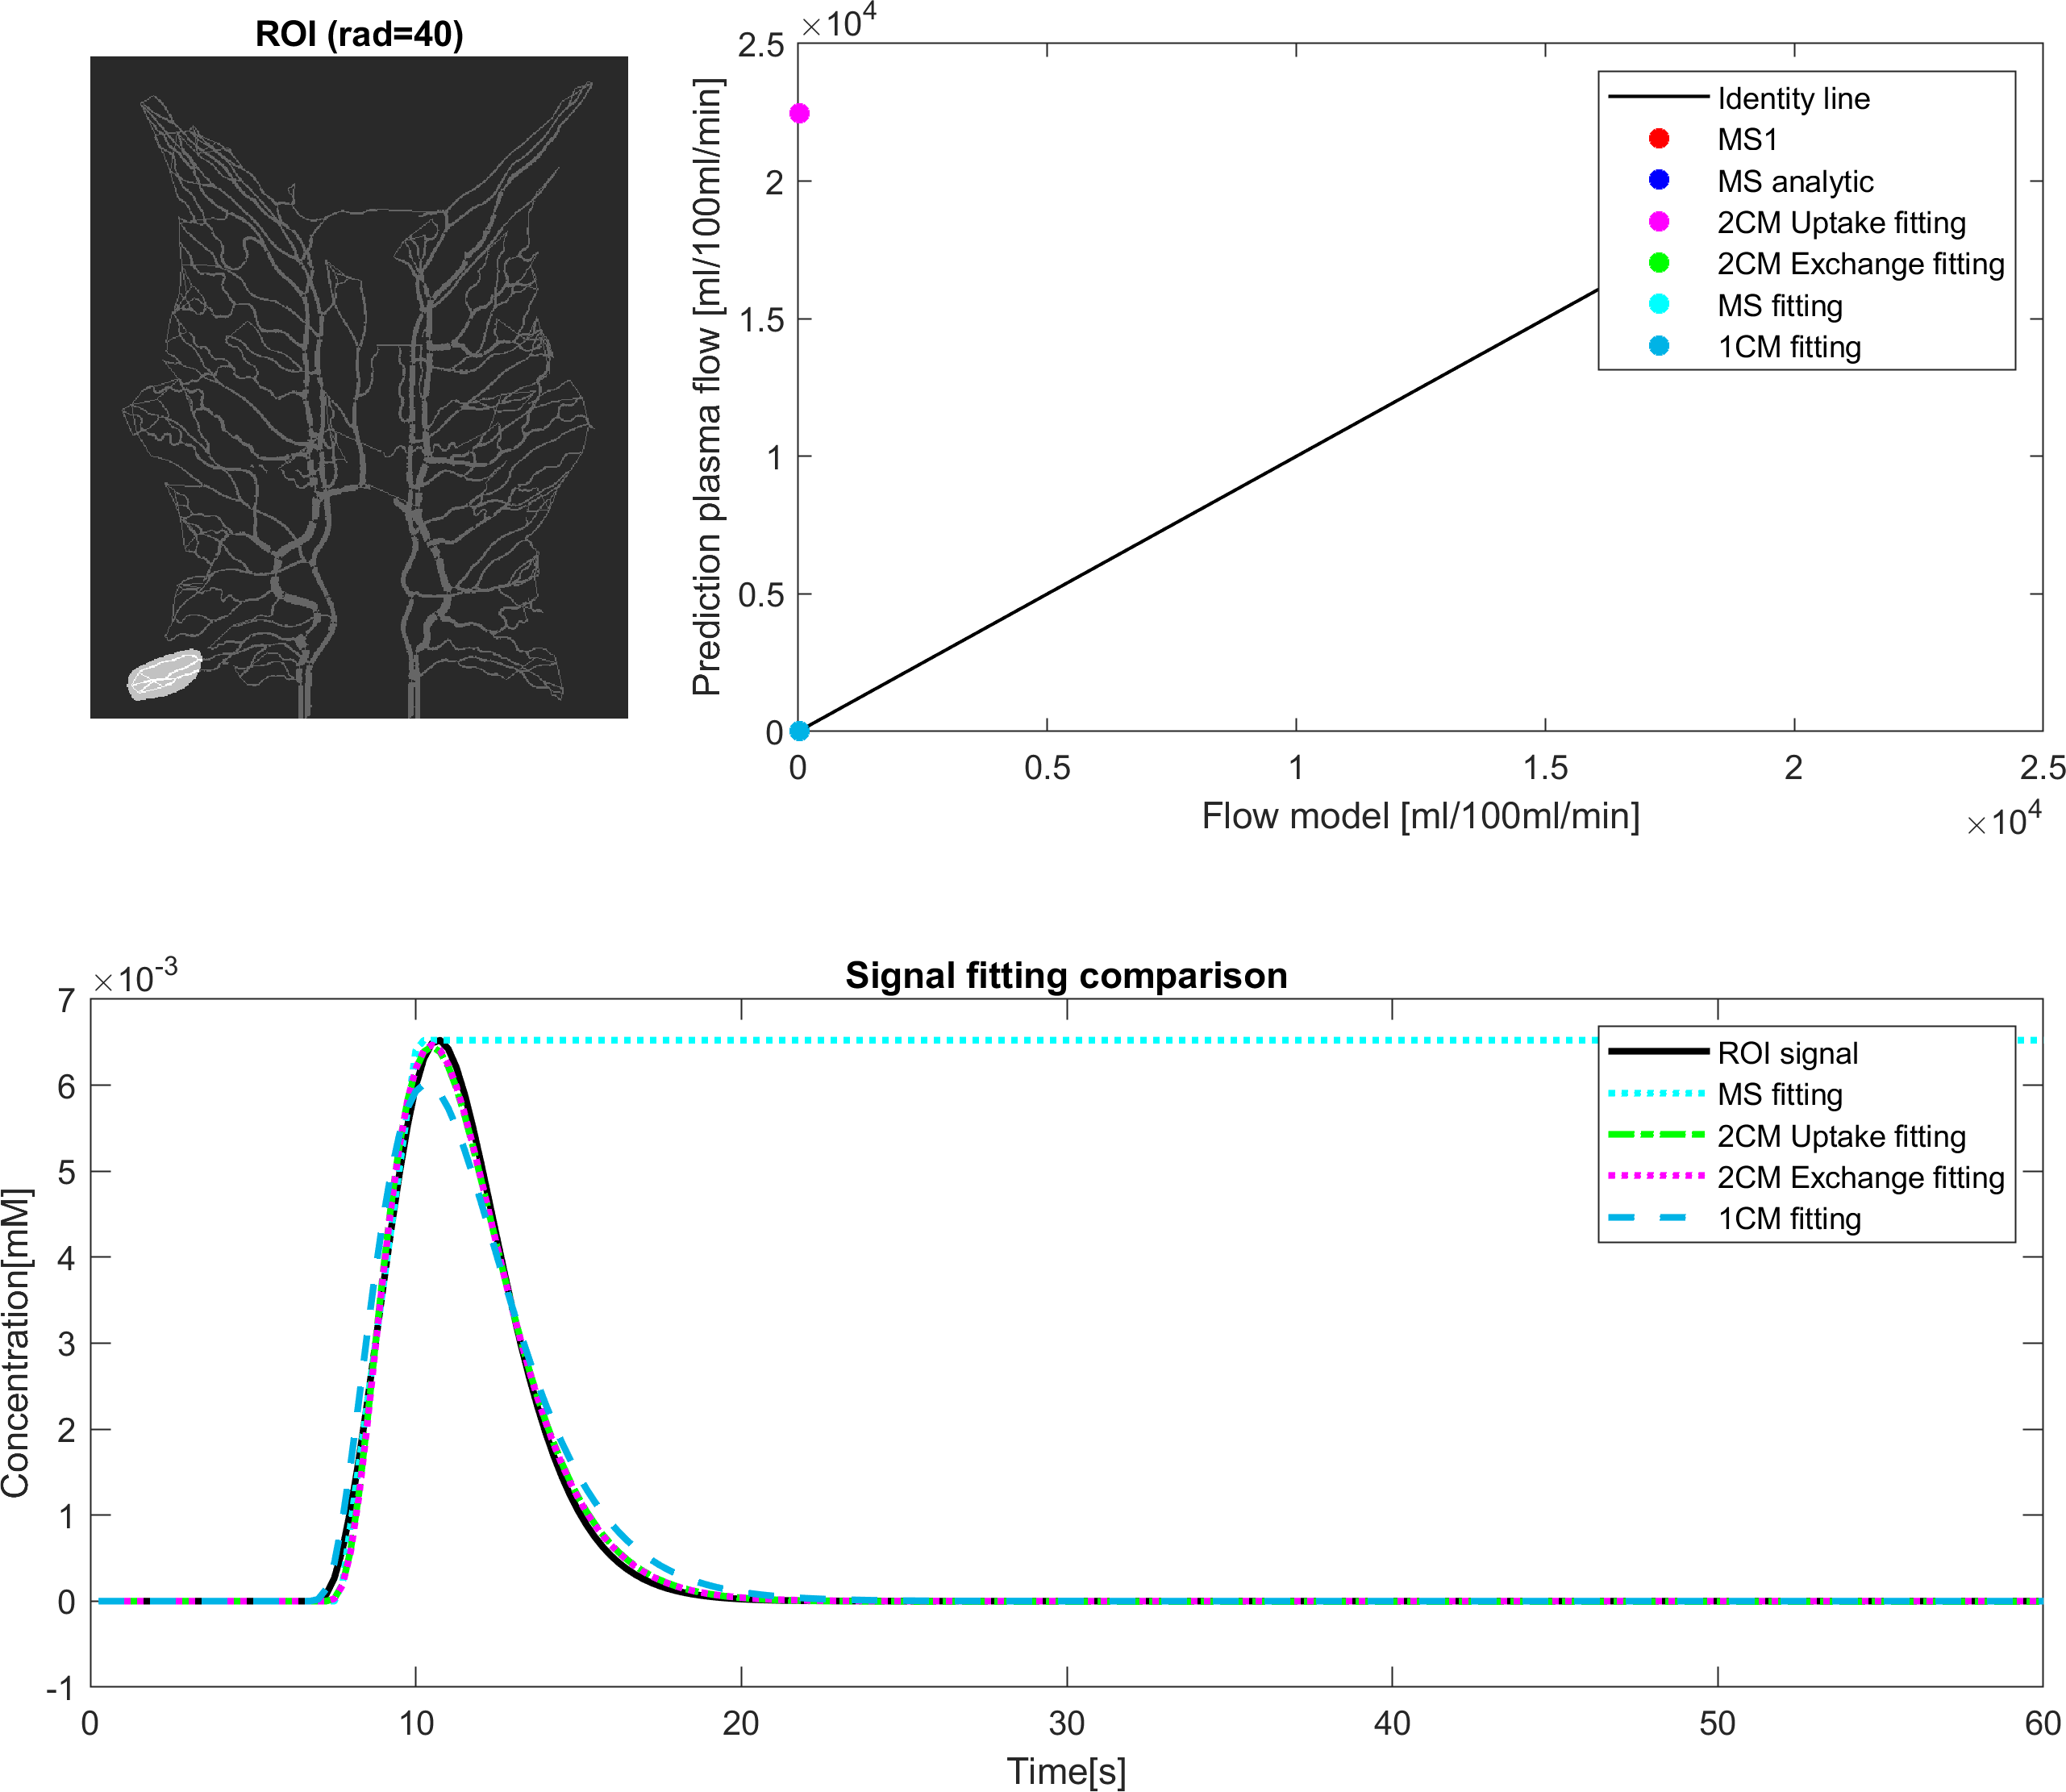 ROI (rad=40)
×10^4
2.5
2
1.5
1
0.5
0
Prediction plasma flow [ml/100ml/min]
Identity line
MS1
MS analytic
2CM Uptake fitting
2CM Exchange fitting
MS fitting
1CM fitting
0 0.5 1 1.5 2 2.5
Flow model [ml/100ml/min]
×10^4
Signal fitting comparison
×10^-3
7
6
5
4
3
2
1
0
-1
Concentration[mM]
ROI signal
MS fitting
2CM Uptake fitting
2CM Exchange fitting
1CM fitting
0 10 20 30 40 50 60
Time[s]